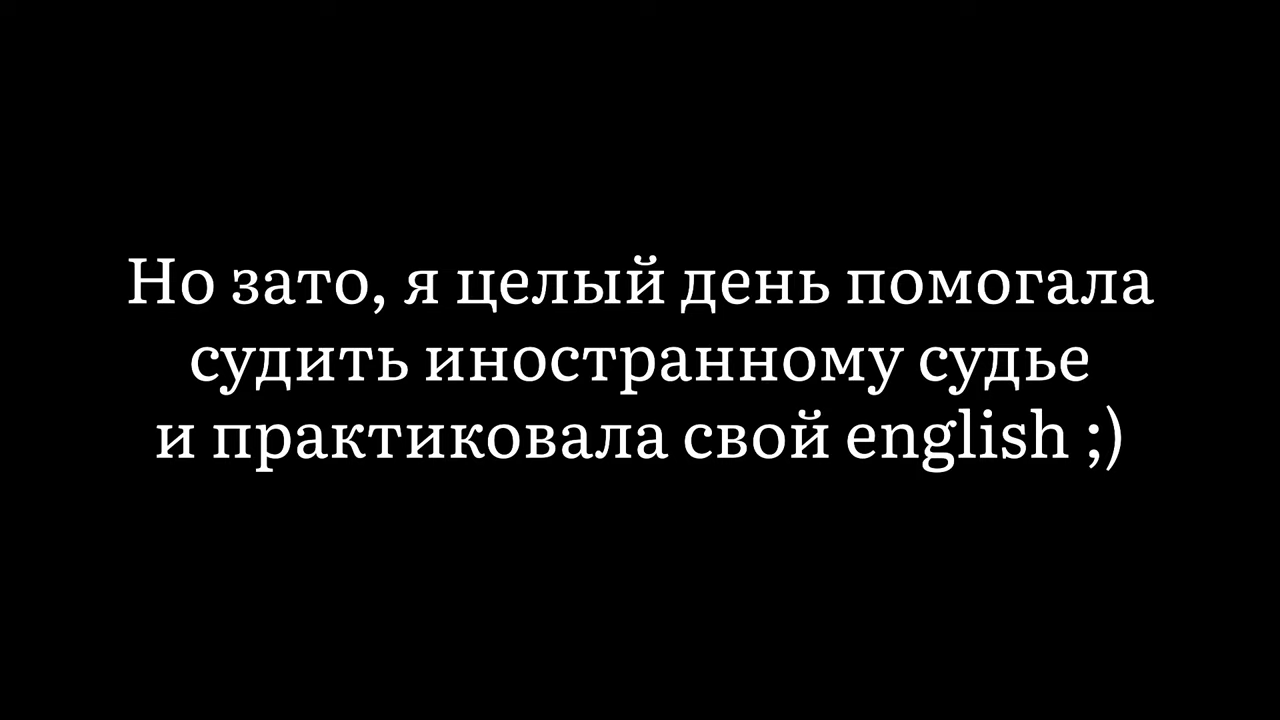 Но зато, я целый день помогала
судить иностранному судье
и практиковала свой english ;)